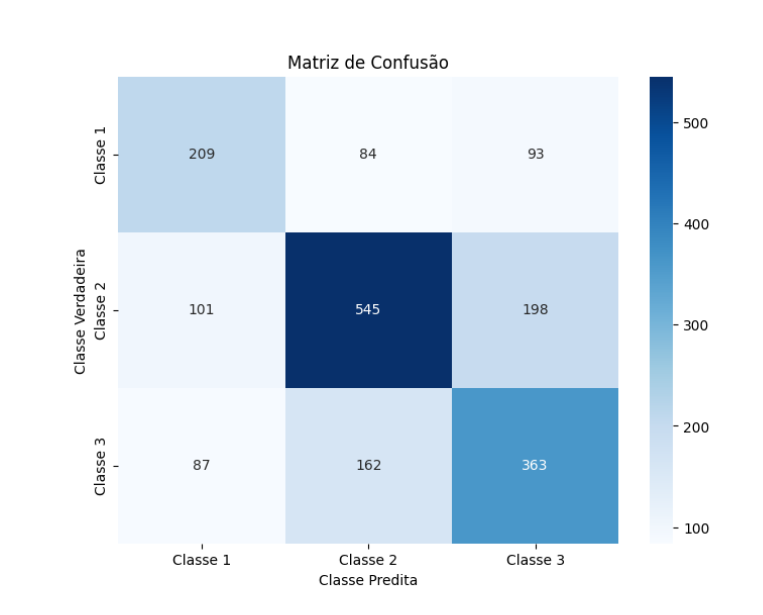 Matriz de Confusão
Classe Verdadeira
Classe 1
209 84 93
Classe 2
101 545 198
Classe 3
87 162 363
Classe 1 Classe 2 Classe 3
Classe Predita
500
400
300
200
100